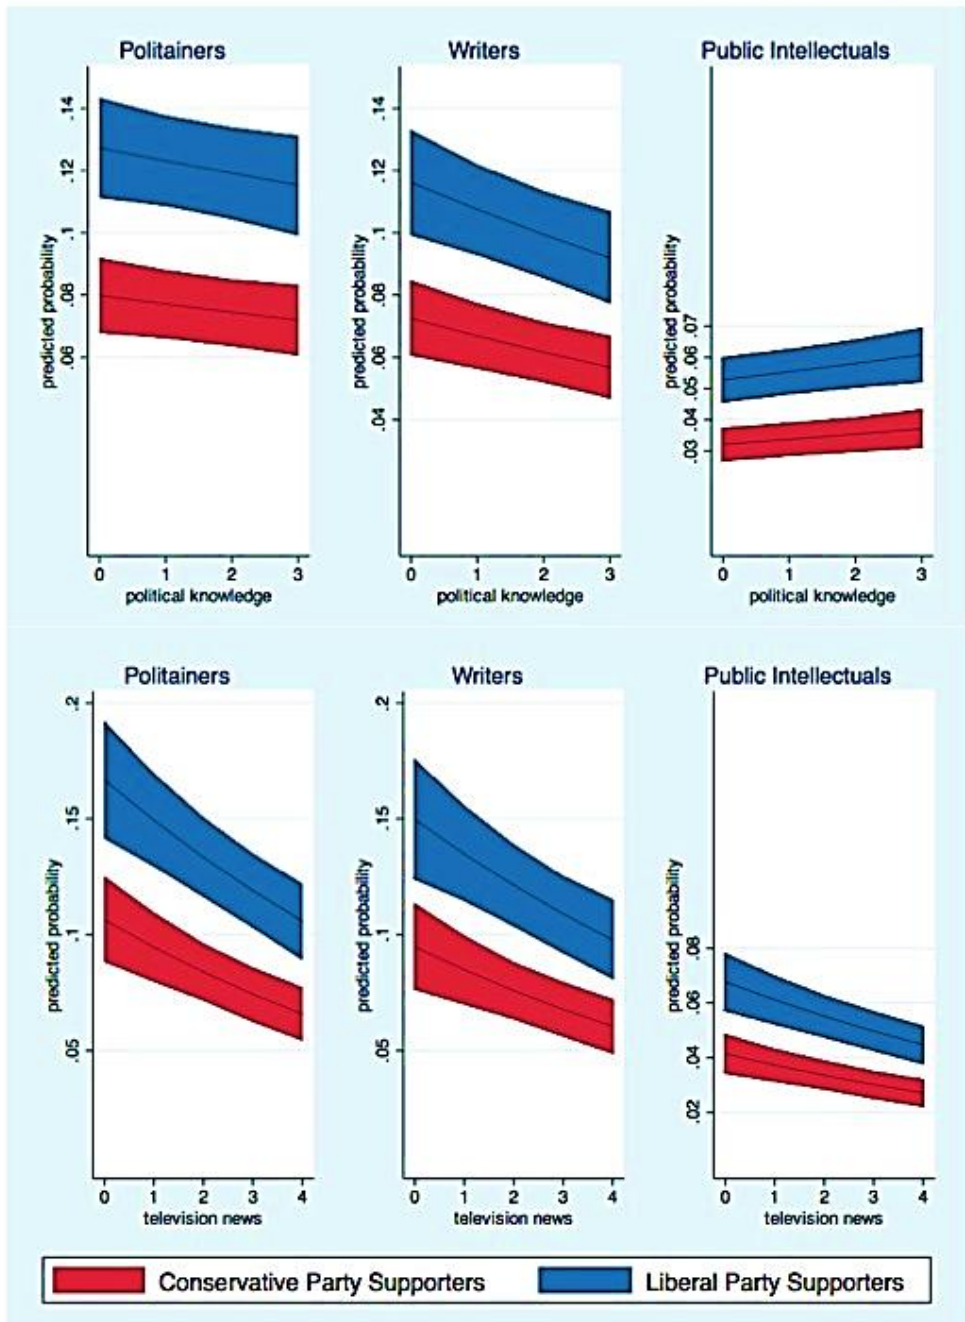 Politainers Writers Public Intellectuals
predicted probability
.14
.12
.1
.08
.06
0 1 2 3
political knowledge
predicted probability
.14
.12
.1
.08
.06
.04
0 1 2 3
political knowledge
predicted probability
.07
.06
.05
.04
.03
0 1 2 3
political knowledge
Politainers Writers Public Intellectuals
predicted probability
.2
.15
.1
.05
0 1 2 3 4
television news
predicted probability
.2
.15
.1
.05
0 1 2 3 4
television news
predicted probability
.08
.06
.04
.02
0 1 2 3 4
television news
Conservative Party Supporters Liberal Party Supporters